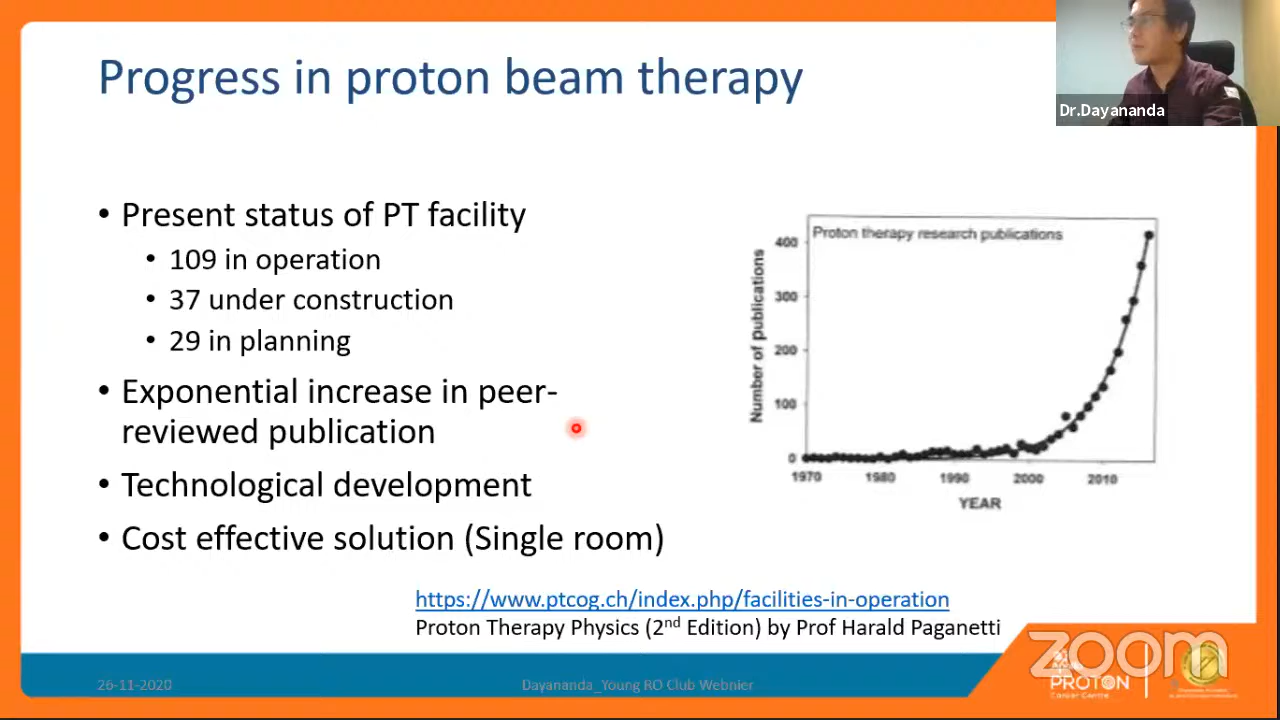 Progress in proton beam therapy
Dr.Dayananda
• Present status of PT facility
• 109 in operation
• 37 under construction
• 29 in planning
• Exponential increase in peer-
reviewed publication
• Technological development
• Cost effective solution (Single room)
Proton therapy research publications
Number of publications
400
300
200
100
0
1970
1980
1990
2000
2010
YEAR
https://www.ptcog.ch/index.php/facilities-in-operation
Proton Therapy Physics (2nd Edition) by Prof Harald Paganetti
26-11-2020
Dayananda_Young RO Club Webnier
zoom
PROTON
Cancer Centre